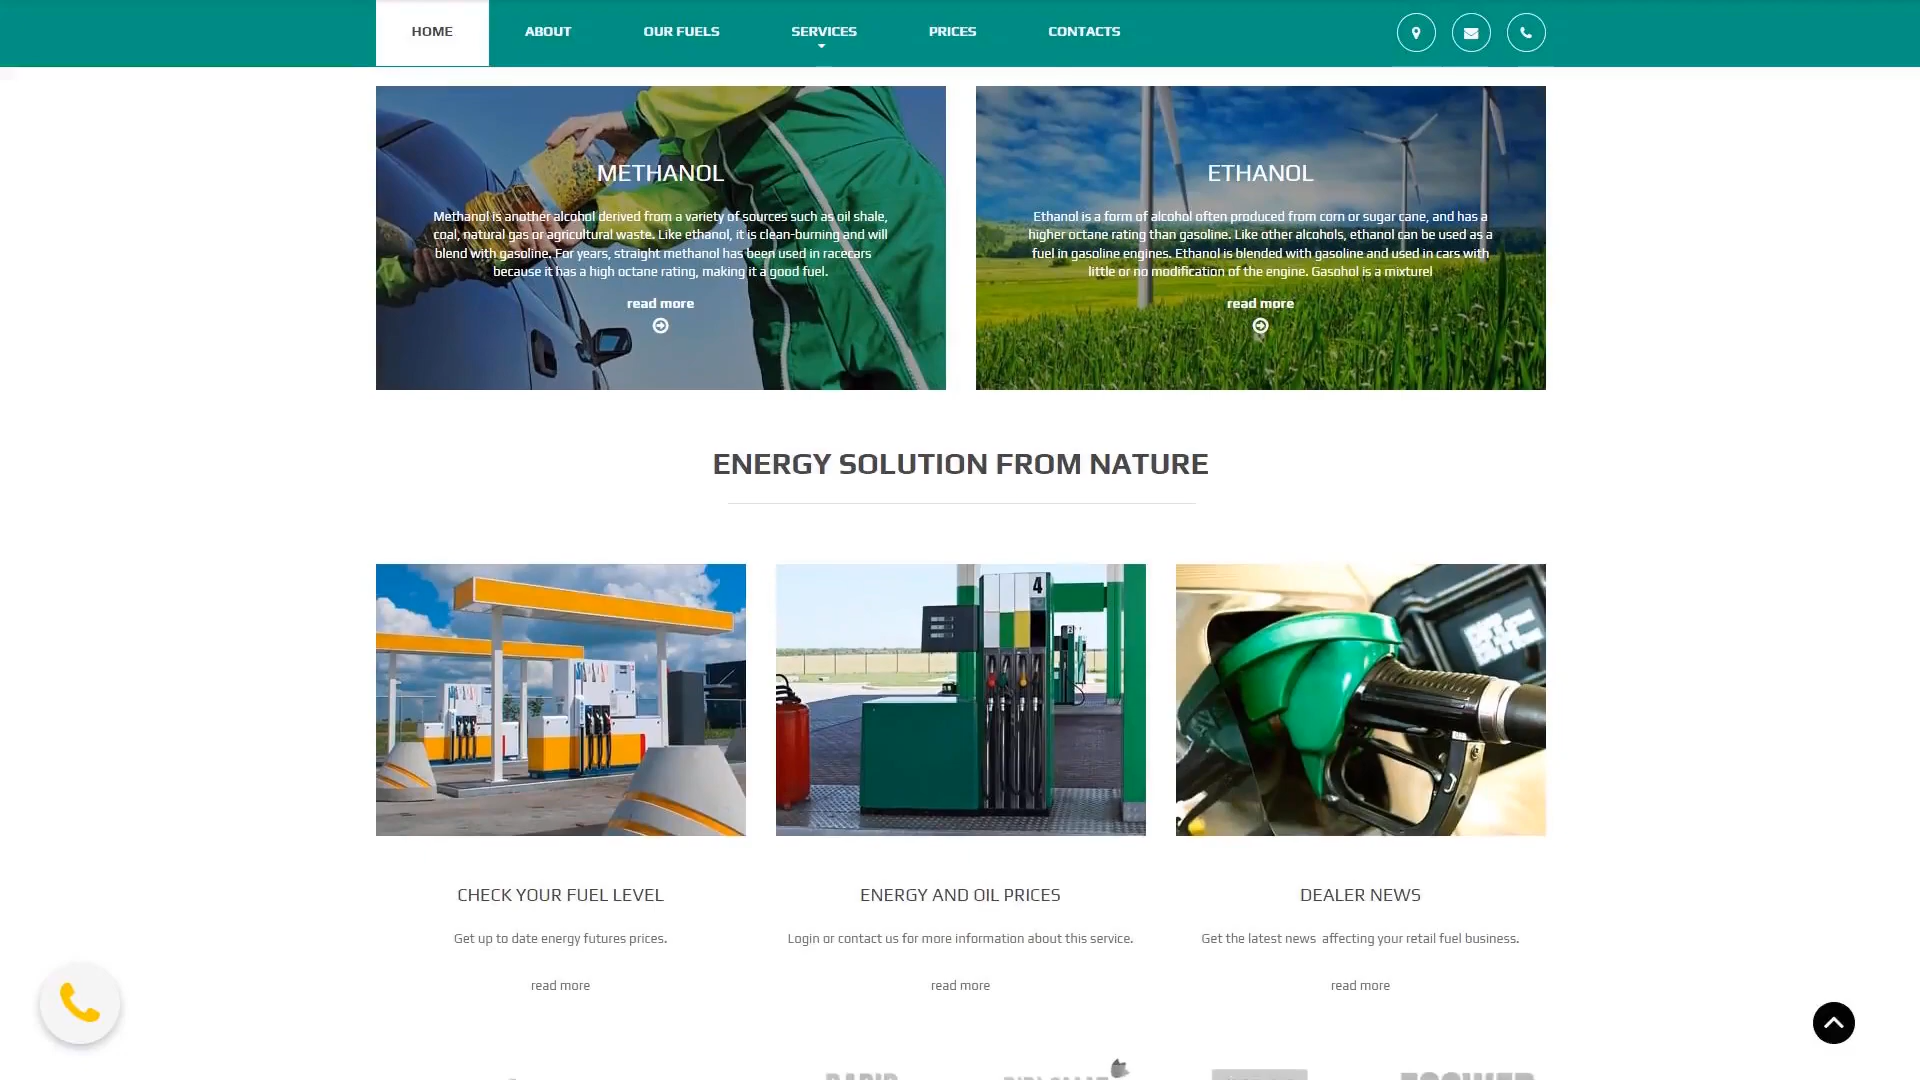 HOME
ABOUT
OUR FUELS
SERVICES
PRICES
CONTACTS
METHANOL
Methanol is another alcohol derived from a variety of sources such as oil shale,
coal, natural gas or agricultural waste. Like ethanol, it is clean-burning and will
blend with gasoline. For years, straight methanol has been used in racecars
because it has a high octane rating, making it a good fuel.
read more
ETHANOL
Ethanol is a form of alcohol often produced from corn or sugar cane, and has a
higher octane rating than gasoline. Like other alcohols, ethanol can be used as a
fuel in gasoline engines. Ethanol is blended with gasoline and used in cars with
little or no modification of the engine. Gasohol is a mixture!
read more
ENERGY SOLUTION FROM NATURE
4
CHECK YOUR FUEL LEVEL
Get up to date energy futures prices.
read more
ENERGY AND OIL PRICES
Login or contact us for more information about this service.
read more
DEALER NEWS
Get the latest news affecting your retail fuel business.
read more